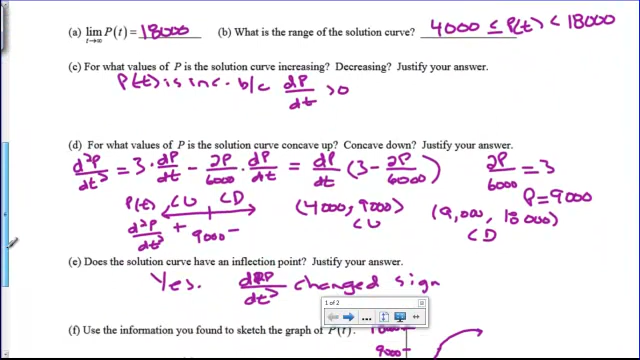 (a) lim P(t) = 18000 (b) What is the range of the solution curve? 4000 ≤ P(t) < 18000
t→∞
(c) For what values of P is the solution curve increasing? Decreasing? Justify your answer.
P(t) is inc. b/c dP/dt > 0
(d) For what values of P is the solution curve concave up? Concave down? Justify your answer.
d²P/dt² = 3 · dP/dt - 2P/6000 · dP/dt = dP/dt (3 - 2P/6000) 2P/6000 = 3
P = 9000
P(t) CU CD (4000, 9000) (9,000, 18000)
d²P/dt² + 9000 - CU CD
(e) Does the solution curve have an inflection point? Justify your answer.
Yes. d²P/dt² changed sign
1 of 2
(f) Use the information you found to sketch the graph of P(t).
9000